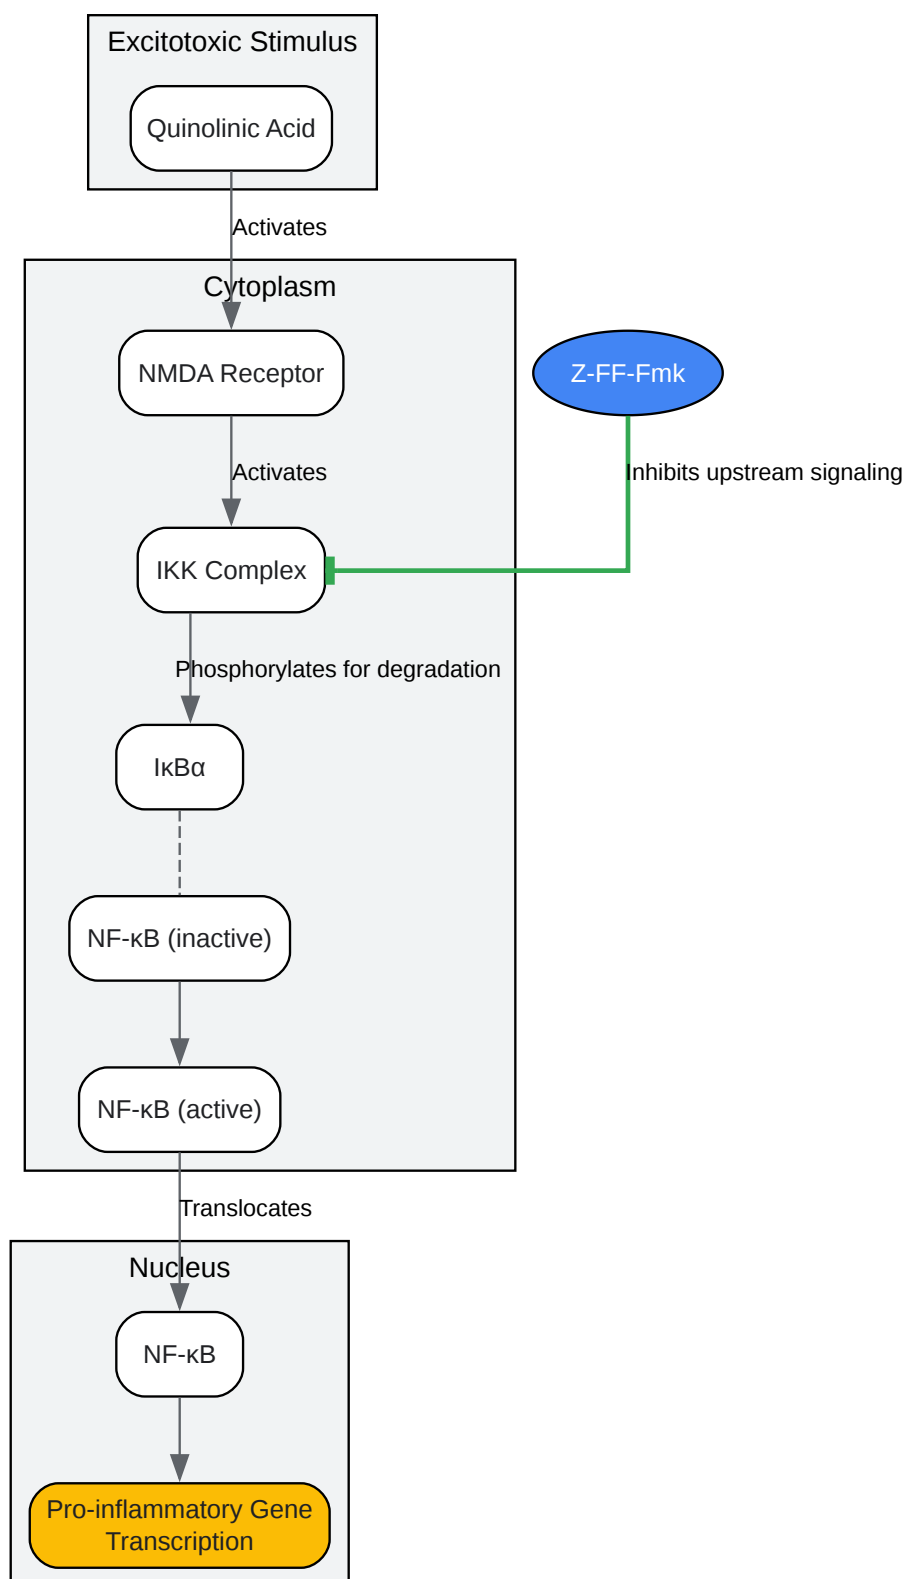 Excitotoxic Stimulus
Quinolinic Acid
Activates
Cytoplasm
NMDA Receptor
Z-FF-Fmk
Activates
Inhibits upstream signaling
IKK Complex
Phosphorylates for degradation
IκBα
NF-κB (inactive)
NF-κB (active)
Translocates
Nucleus
NF-κB
Pro-inflammatory Gene
Transcription